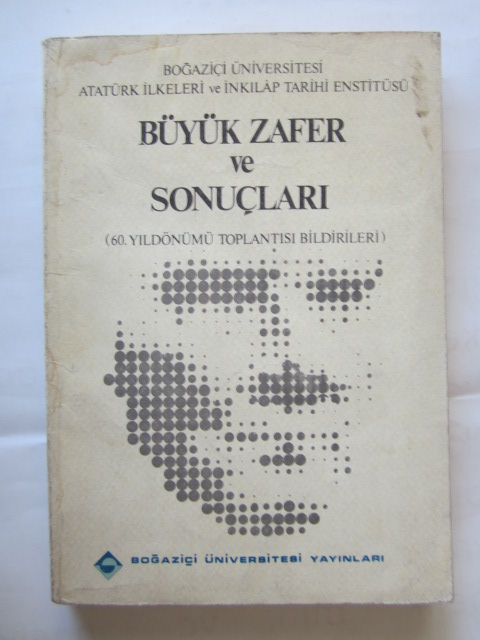 BOĞAZİÇİ ÜNİVERSİTESİ
ATATÜRK İLKELERİ ve İNKILÂP TARİHİ ENSTİTÜSÜ
BÜYÜK ZAFER
ve
SONUÇLARI
(60. YILDÖNÜMÜ TOPLANTISI BİLDİRİLERİ)
BOĞAZİÇİ ÜNİVERSİTESİ YAYINLARI